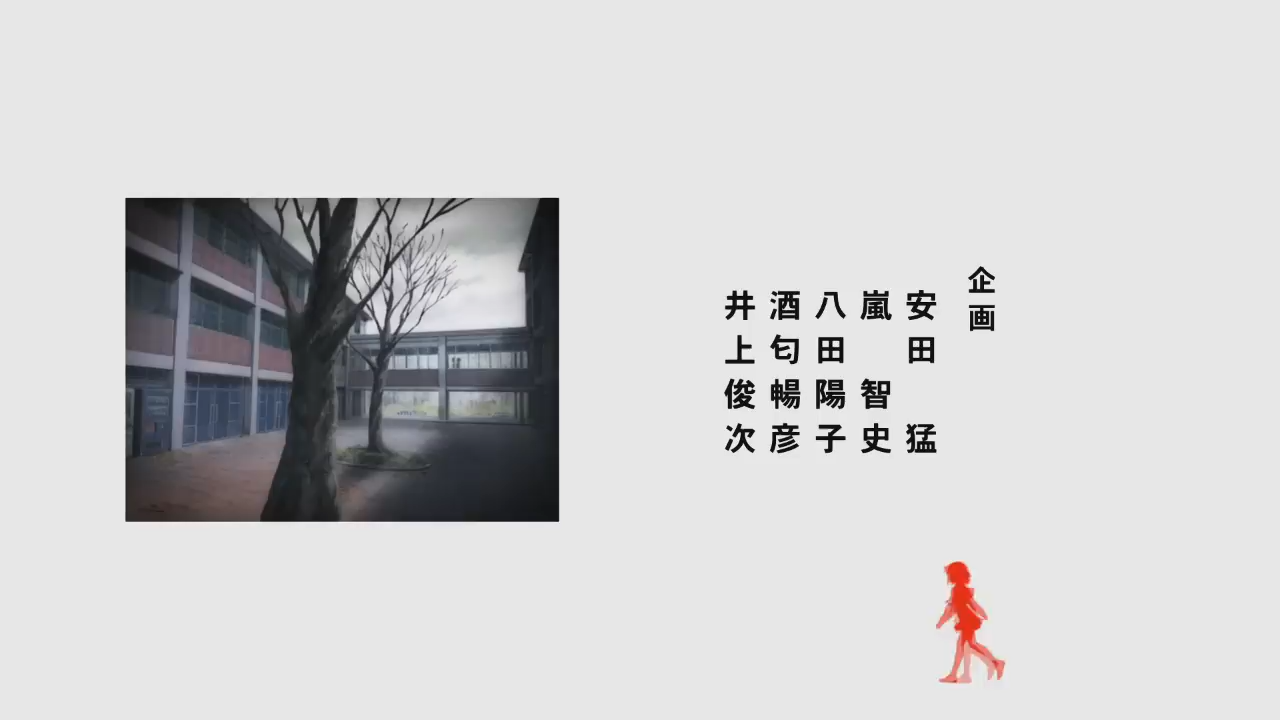 企画
安田猛
嵐智史
八田陽子
酒匂暢彦
井上俊次